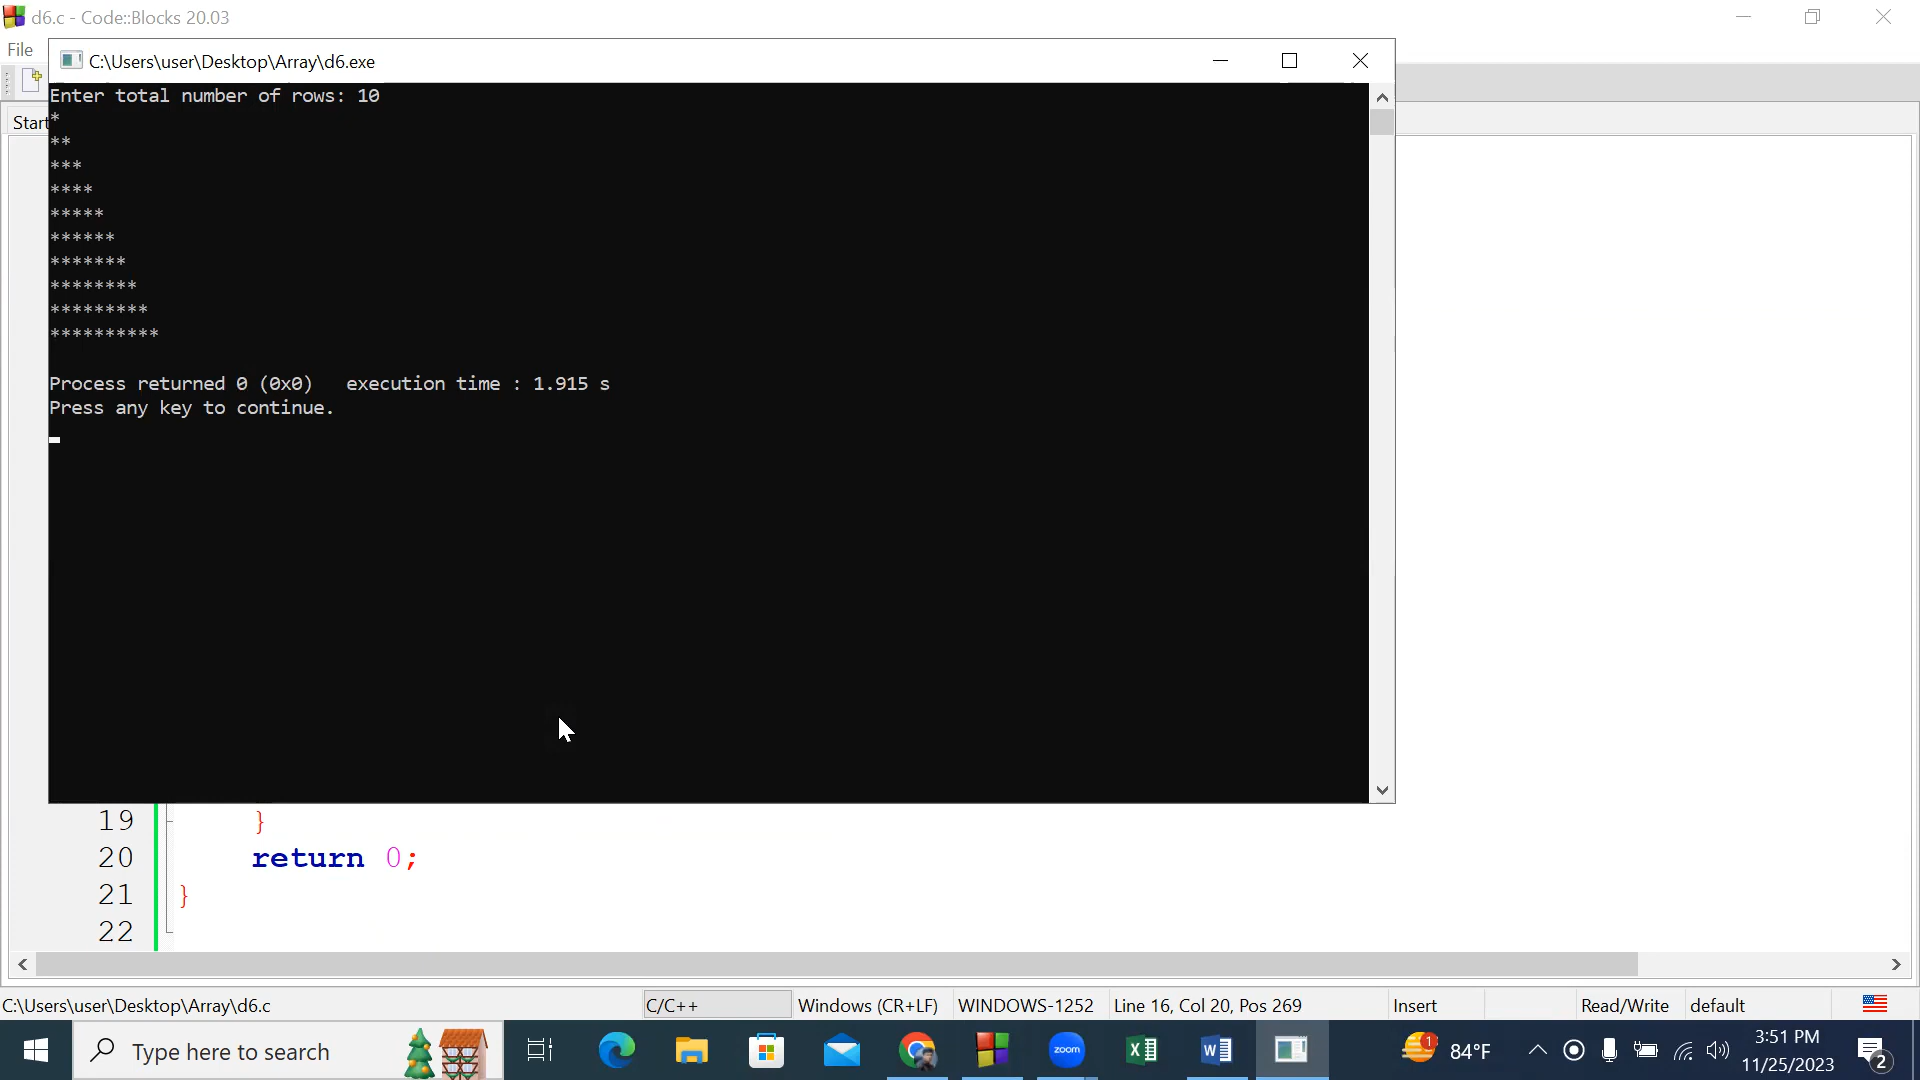 d6.c - Code::Blocks 20.03
File
C:\Users\user\Desktop\Array\d6.exe
Start
Enter total number of rows: 10
*
**
***
****
*****
******
*******
********
*********
**********
Process returned 0 (0x0)   execution time : 1.915 s
Press any key to continue.
19 }
20 return 0;
21 }
22
C:\Users\user\Desktop\Array\d6.c C/C++ Windows (CR+LF) WINDOWS-1252 Line 16, Col 20, Pos 269 Insert Read/Write default
Type here to search zoom 1 84°F 3:51 PM
11/25/2023 2